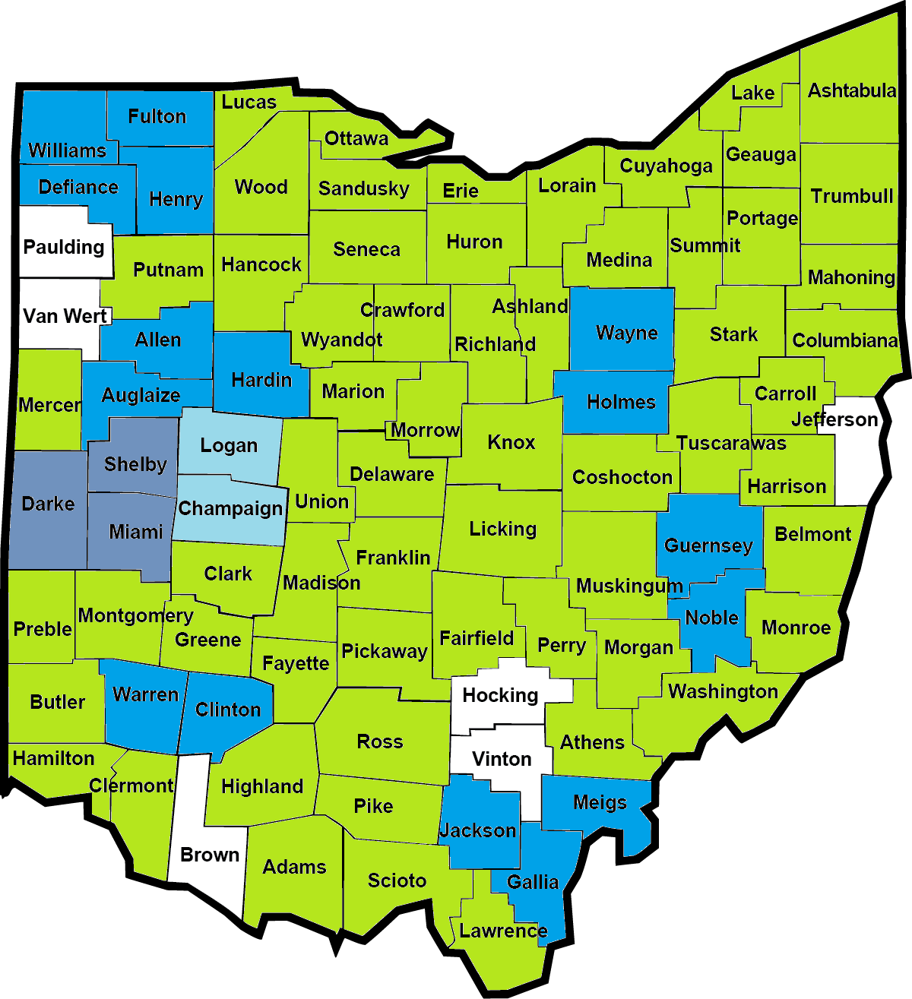 Ashtabula
Lake
Lucas
Fulton
Ottawa
Williams
Geauga
Cuyahoga
Defiance
Wood
Sandusky
Erie
Lorain
Henry
Trumbull
Portage
Paulding
Seneca
Huron
Summit
Medina
Putnam
Hancock
Mahoning
Van Wert
Crawford
Ashland
Allen
Wyandot
Richland
Wayne
Stark
Columbiana
Hardin
Mercer
Auglaize
Marion
Holmes
Carroll
Jefferson
Morrow
Logan
Knox
Tuscarawas
Shelby
Delaware
Coshocton
Harrison
Darke
Champaign
Union
Miami
Licking
Belmont
Guernsey
Franklin
Clark
Madison
Muskingum
Montgomery
Noble
Preble
Greene
Fairfield
Perry
Morgan
Monroe
Pickaway
Fayette
Butler
Warren
Clinton
Hocking
Washington
Ross
Athens
Hamilton
Vinton
Clermont
Highland
Pike
Meigs
Jackson
Brown
Adams
Scioto
Gallia
Lawrence